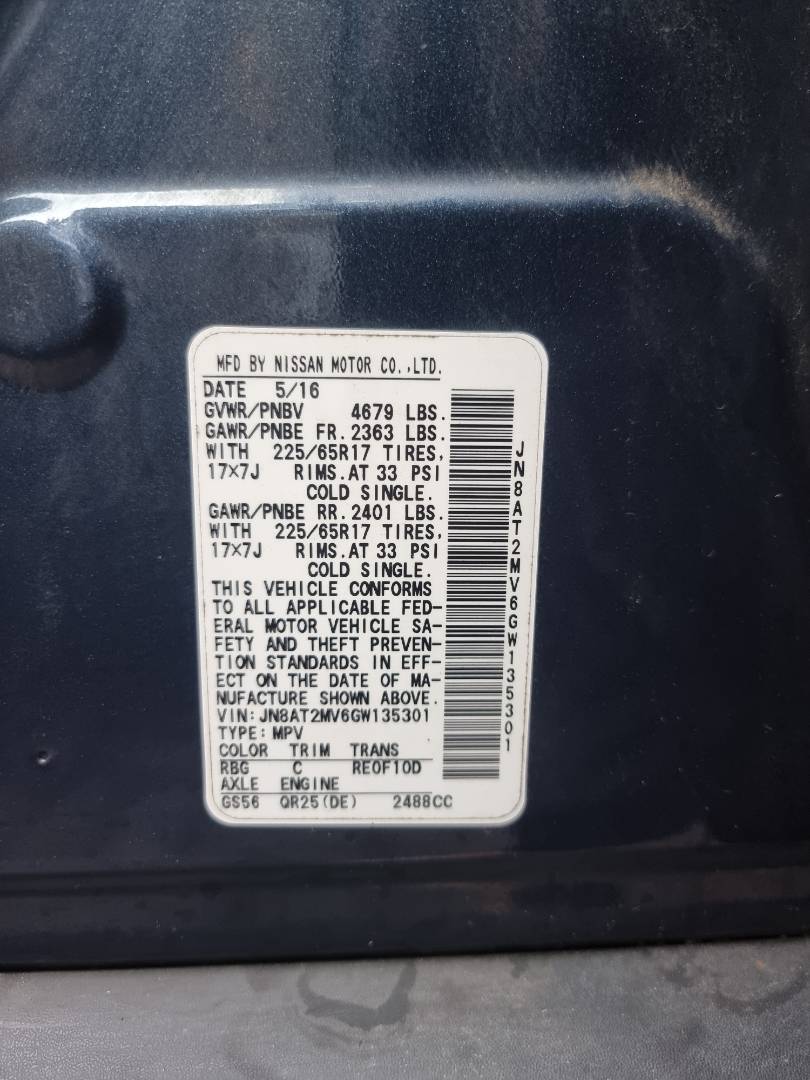 MFD BY NISSAN MOTOR CO.,LTD.
DATE 5/16
GVWR/PNBV 4679 LBS.
GAWR/PNBE FR. 2363 LBS.
WITH 225/65R17 TIRES,
17×7J RIMS.AT 33 PSI
COLD SINGLE.
GAWR/PNBE RR. 2401 LBS.
WITH 225/65R17 TIRES,
17×7J RIMS.AT 33 PSI
COLD SINGLE.
THIS VEHICLE CONFORMS
TO ALL APPLICABLE FED-
ERAL MOTOR VEHICLE SA-
FETY AND THEFT PREVEN-
TION STANDARDS IN EFF-
ECT ON THE DATE OF MA-
NUFACTURE SHOWN ABOVE.
VIN:JN8AT2MV6GW135301
TYPE:MPV
COLOR TRIM TRANS
RBG C RE0F10D
AXLE ENGINE
GS56 QR25(DE) 2488CC
JN8AT2MV6GW135301